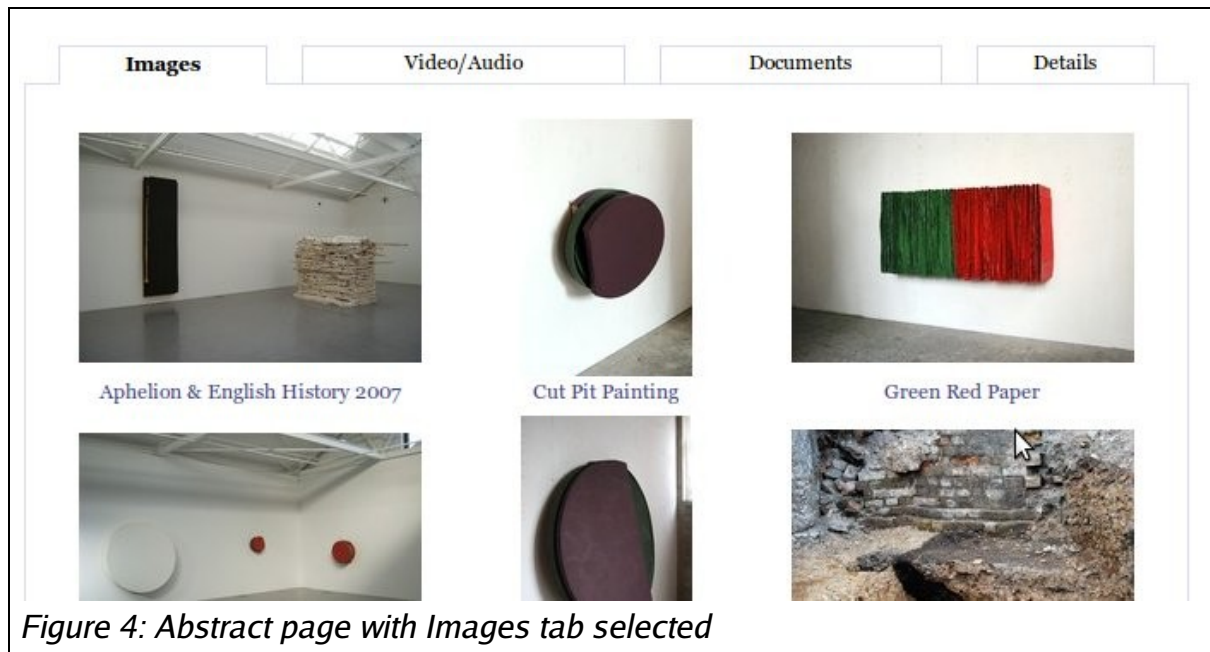 Images Video/Audio Documents Details
Aphelion & English History 2007 Cut Pit Painting Green Red Paper
Figure 4: Abstract page with Images tab selected